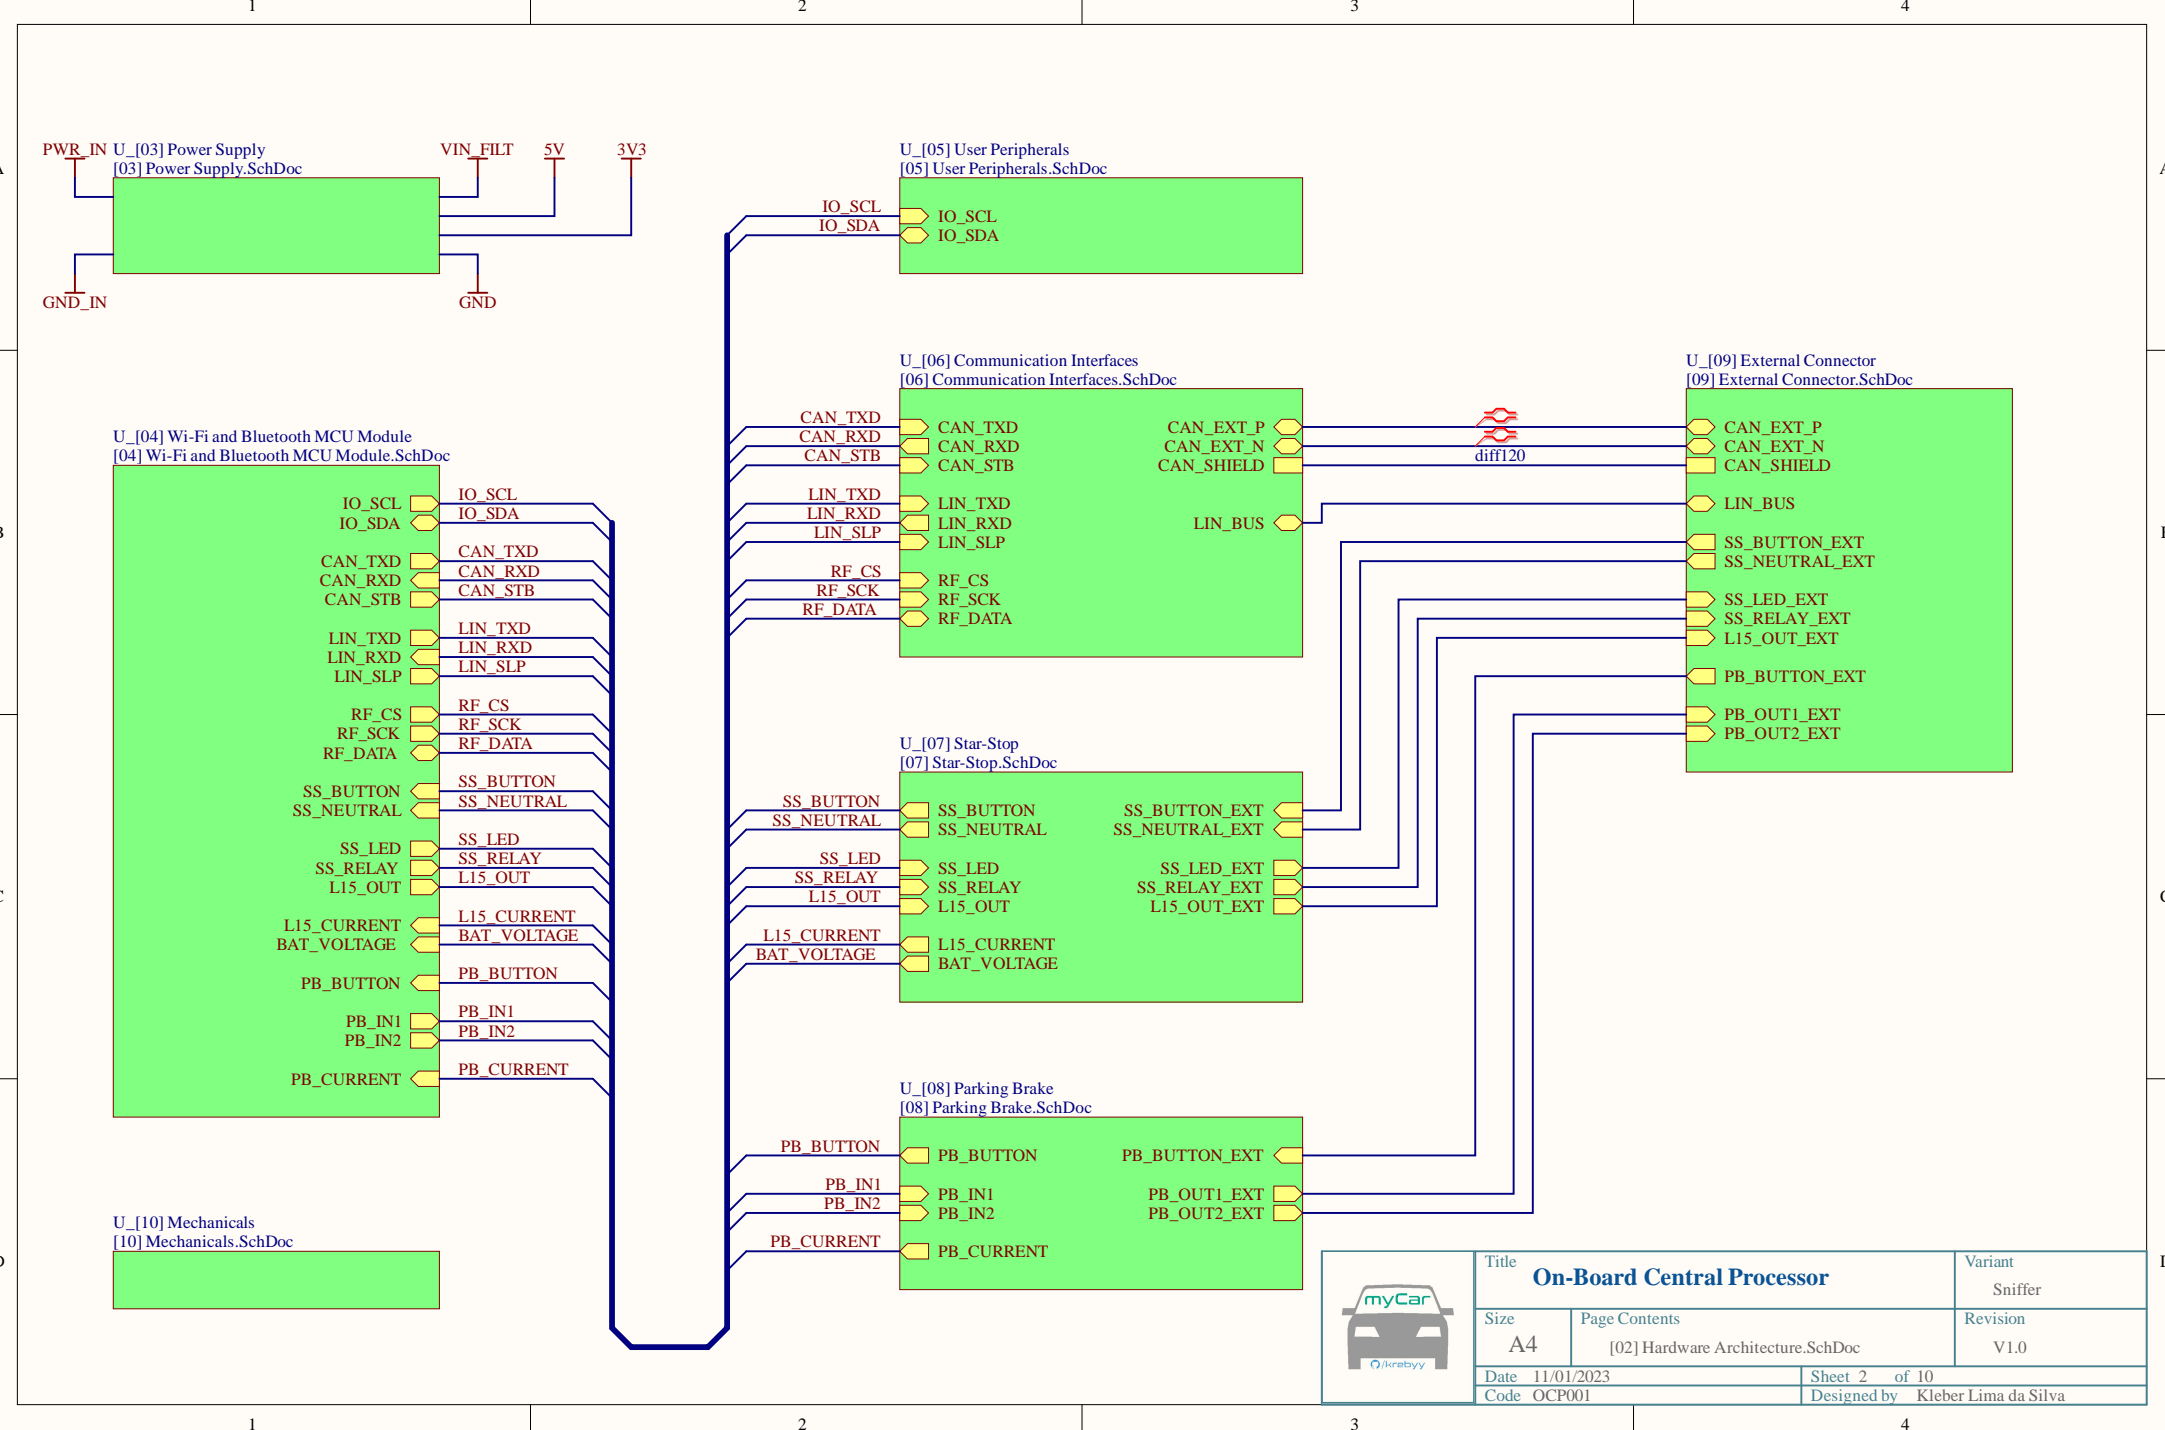 1 2 3 4
A A
B B
C C
D D
PWR_IN
U_[03] Power Supply
[03] Power Supply.SchDoc
VIN_FILT
5V
3V3
GND_IN
GND
U_[04] Wi-Fi and Bluetooth MCU Module
[04] Wi-Fi and Bluetooth MCU Module.SchDoc
IO_SCL IO_SCL
IO_SDA IO_SDA
CAN_TXD CAN_TXD
CAN_RXD CAN_RXD
CAN_STB CAN_STB
LIN_TXD LIN_TXD
LIN_RXD LIN_RXD
LIN_SLP LIN_SLP
RF_CS RF_CS
RF_SCK RF_SCK
RF_DATA RF_DATA
SS_BUTTON SS_BUTTON
SS_NEUTRAL SS_NEUTRAL
SS_LED SS_LED
SS_RELAY SS_RELAY
L15_OUT L15_OUT
L15_CURRENT L15_CURRENT
BAT_VOLTAGE BAT_VOLTAGE
PB_BUTTON PB_BUTTON
PB_IN1 PB_IN1
PB_IN2 PB_IN2
PB_CURRENT PB_CURRENT
U_[10] Mechanicals
[10] Mechanicals.SchDoc
U_[05] User Peripherals
[05] User Peripherals.SchDoc
IO_SCL IO_SCL
IO_SDA IO_SDA
U_[06] Communication Interfaces
[06] Communication Interfaces.SchDoc
CAN_TXD CAN_TXD CAN_EXT_P
CAN_RXD CAN_RXD CAN_EXT_N
CAN_STB CAN_STB CAN_SHIELD
LIN_TXD LIN_TXD
LIN_RXD LIN_RXD LIN_BUS
LIN_SLP LIN_SLP
RF_CS RF_CS
RF_SCK RF_SCK
RF_DATA RF_DATA
diff120
U_[07] Star-Stop
[07] Star-Stop.SchDoc
SS_BUTTON SS_BUTTON SS_BUTTON_EXT
SS_NEUTRAL SS_NEUTRAL SS_NEUTRAL_EXT
SS_LED SS_LED SS_LED_EXT
SS_RELAY SS_RELAY SS_RELAY_EXT
L15_OUT L15_OUT L15_OUT_EXT
L15_CURRENT L15_CURRENT
BAT_VOLTAGE BAT_VOLTAGE
U_[08] Parking Brake
[08] Parking Brake.SchDoc
PB_BUTTON PB_BUTTON PB_BUTTON_EXT
PB_IN1 PB_IN1 PB_OUT1_EXT
PB_IN2 PB_IN2 PB_OUT2_EXT
PB_CURRENT PB_CURRENT
U_[09] External Connector
[09] External Connector.SchDoc
CAN_EXT_P
CAN_EXT_N
CAN_SHIELD
LIN_BUS
SS_BUTTON_EXT
SS_NEUTRAL_EXT
SS_LED_EXT
SS_RELAY_EXT
L15_OUT_EXT
PB_BUTTON_EXT
PB_OUT1_EXT
PB_OUT2_EXT
myCar
/krebyy
Title On-Board Central Processor
Variant
Sniffer
Size
A4
Page Contents
[02] Hardware Architecture.SchDoc
Revision
V1.0
Date 11/01/2023
Sheet 2 of 10
Code OCP001
Designed by Kleber Lima da Silva
1 2 3 4